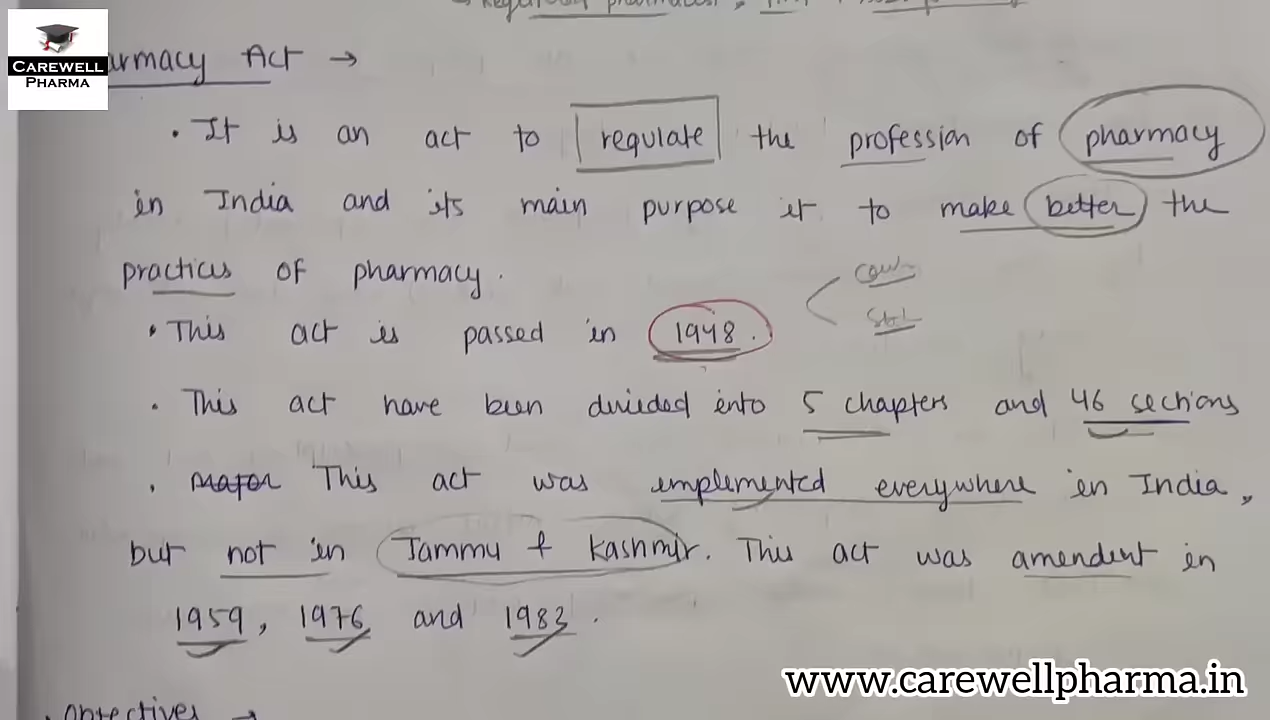 CAREWELL
PHARMA
armacy Act →
• It is an act to regulate the profession of pharmacy
in India and its main purpose it to make better the
practices of pharmacy.
• This act is passed in 1948.
• This act have been divided into 5 chapters and 46 sections
. Major This act was implemented everywhere in India,
but not in Jammu & Kashmir. This act was amendent in
1959, 1976 and 1983.
. Objectives →
www.carewellpharma.in